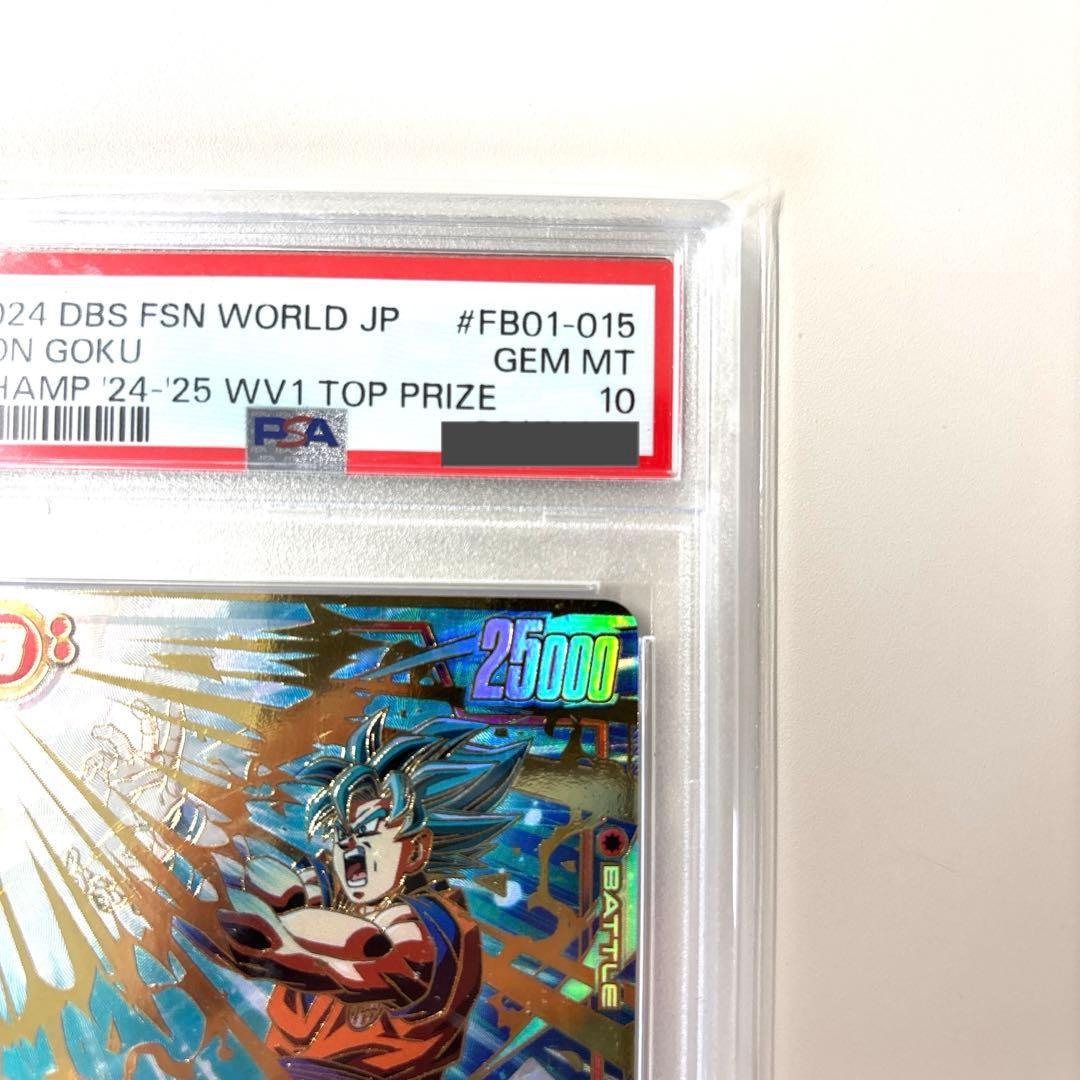 024 DBS FSN WORLD JP #FB01-015
ON GOKU GEM MT
HAMP '24-'25 WV1 TOP PRIZE 10
PSA
25000
BATTLE